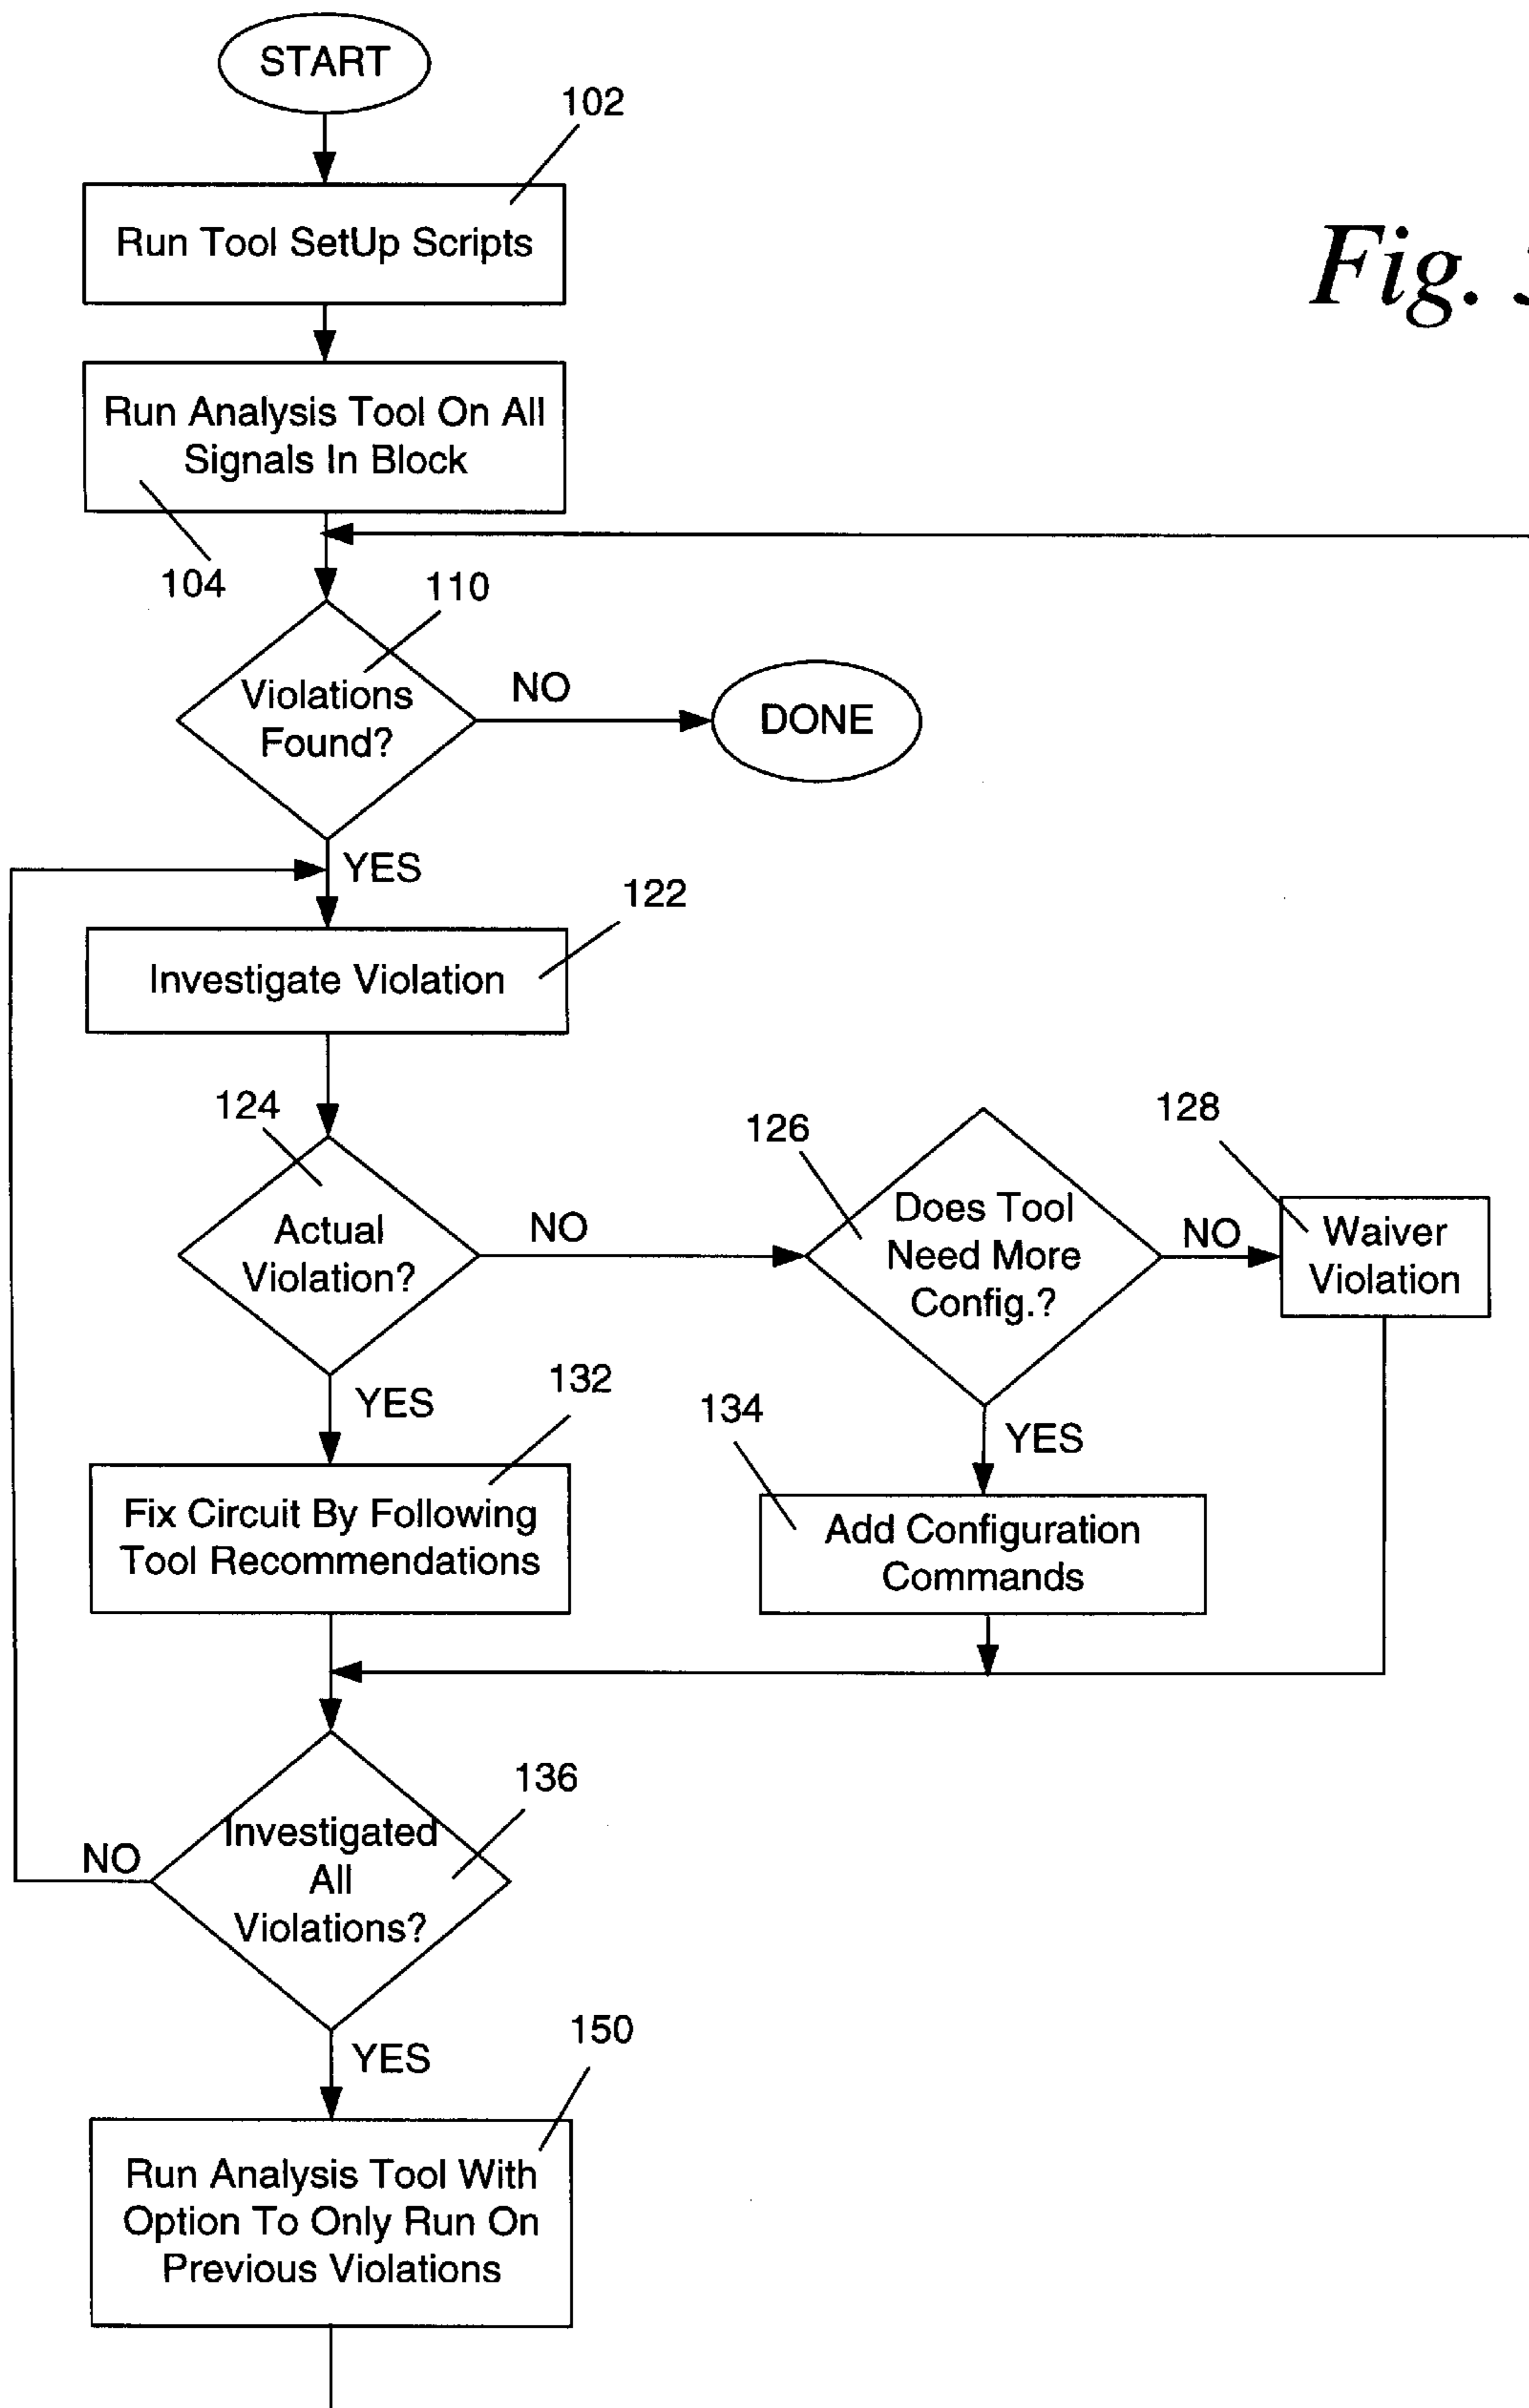 START
102
Run Tool SetUp Scripts
Fig.
Run Analysis Tool On All
Signals In Block
104
110
Violations
Found?
NO
DONE
YES
122
Investigate Violation
124
Actual
Violation?
NO
126
Does Tool
Need More
Config.?
NO
128
Waiver
Violation
YES
132
Fix Circuit By Following
Tool Recommendations
YES
134
Add Configuration
Commands
136
Investigated
All
Violations?
NO
YES
150
Run Analysis Tool With
Option To Only Run On
Previous Violations